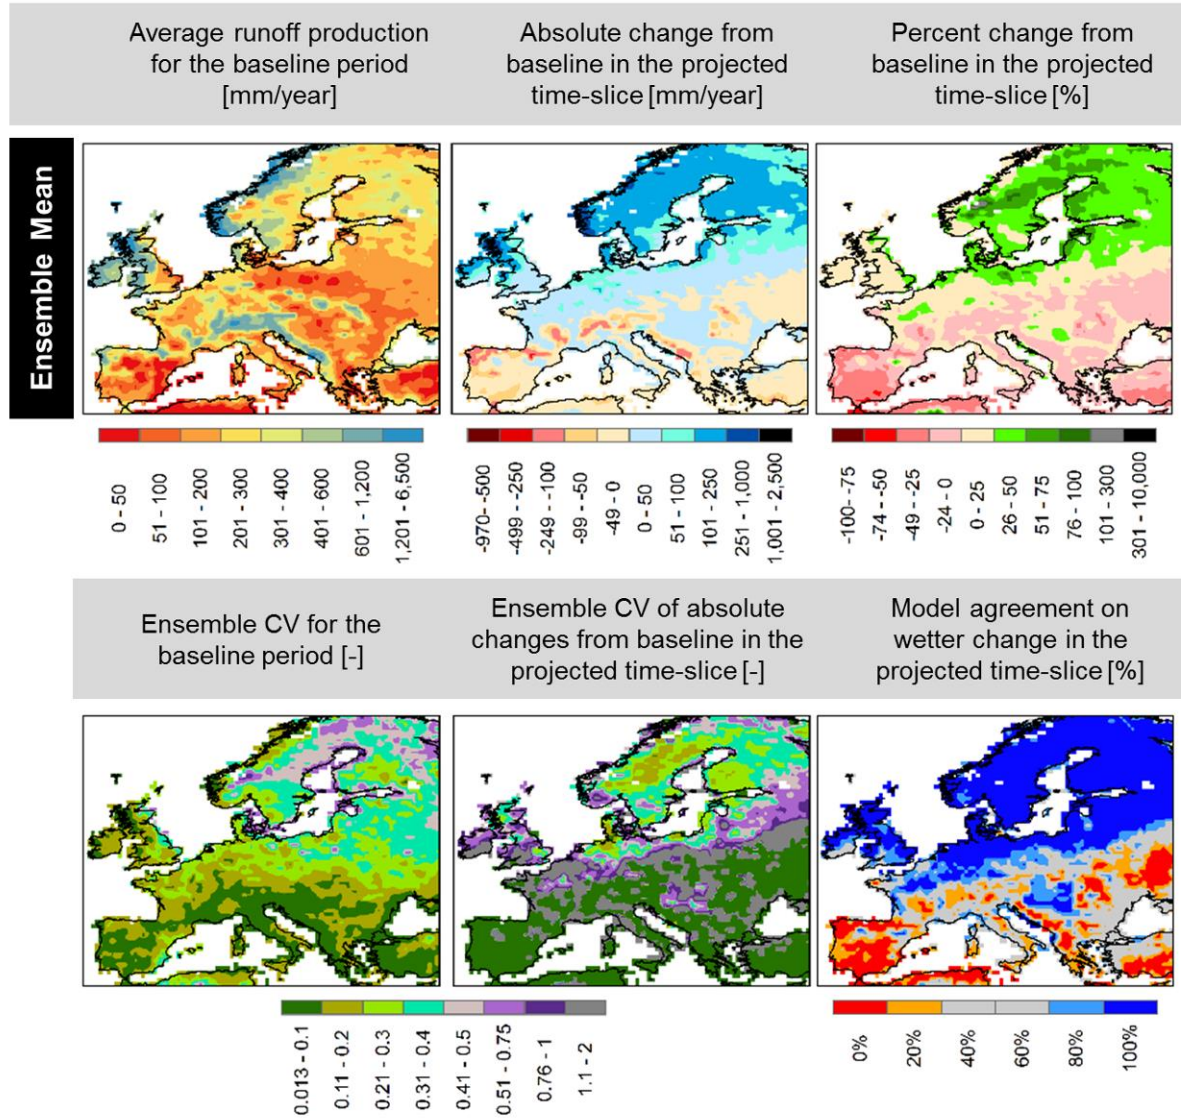 Average runoff production
for the baseline period
[mm/year]
Absolute change from
baseline in the projected
time-slice [mm/year]
Percent change from
baseline in the projected
time-slice [%]
Ensemble Mean
0 - 50
51 - 100
101 - 200
201 - 300
301 - 400
401 - 600
601 - 1,200
1,201 - 6,500
-970--500
-499--250
-249--100
-99--50
-49-0
0 - 50
51 - 100
101 - 250
251 - 1,000
1,001 - 2,500
-100--75
-74--50
-49--25
-24-0
0 - 25
26 - 50
51 - 75
76 - 100
101 - 300
301 - 10,000
Ensemble CV for the
baseline period [-]
Ensemble CV of absolute
changes from baseline in the
projected time-slice [-]
Model agreement on
wetter change in the
projected time-slice [%]
0.013 - 0.1
0.11 - 0.2
0.21 - 0.3
0.31 - 0.4
0.41 - 0.5
0.51 - 0.75
0.76 - 1
1.1 - 2
0%
20%
40%
60%
80%
100%